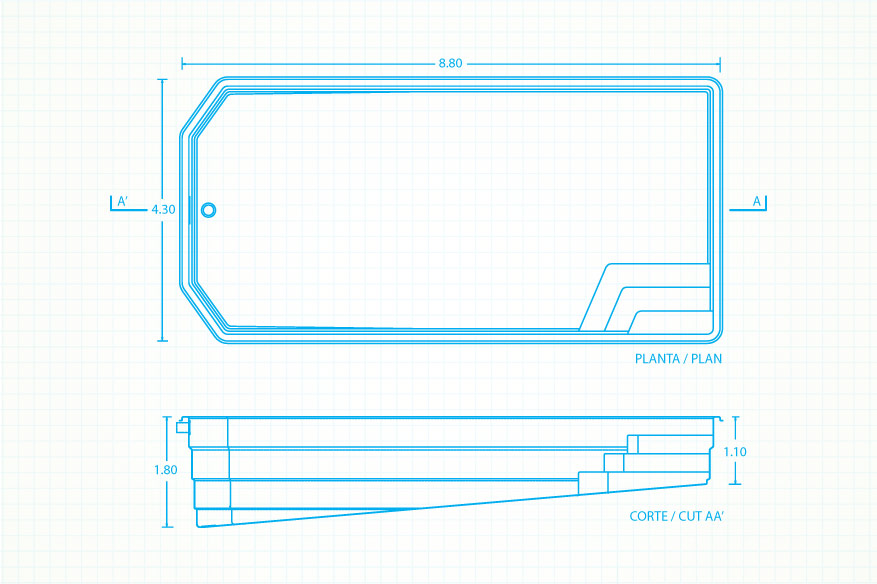 8.80
A'
4.30
A
PLANTA / PLAN
1.80
1.10
CORTE / CUT AA'